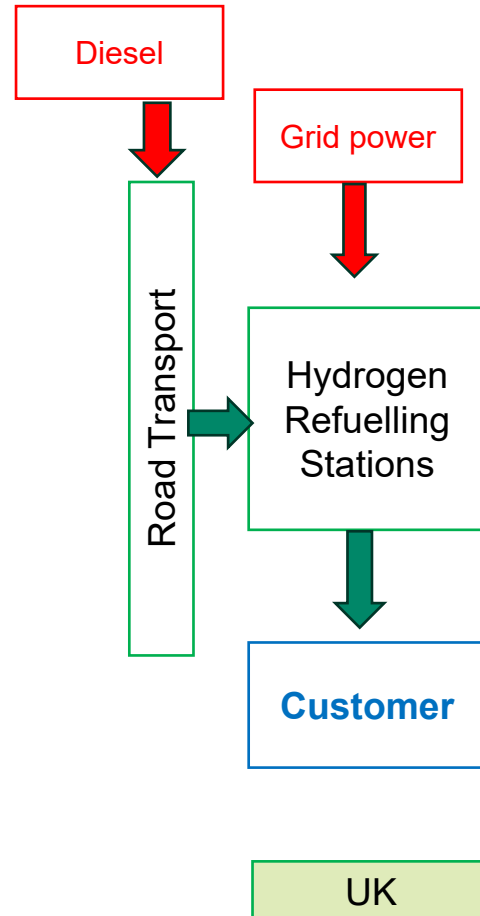 Diesel
Grid power
Road Transport
Hydrogen
Refuelling
Stations
Customer
UK